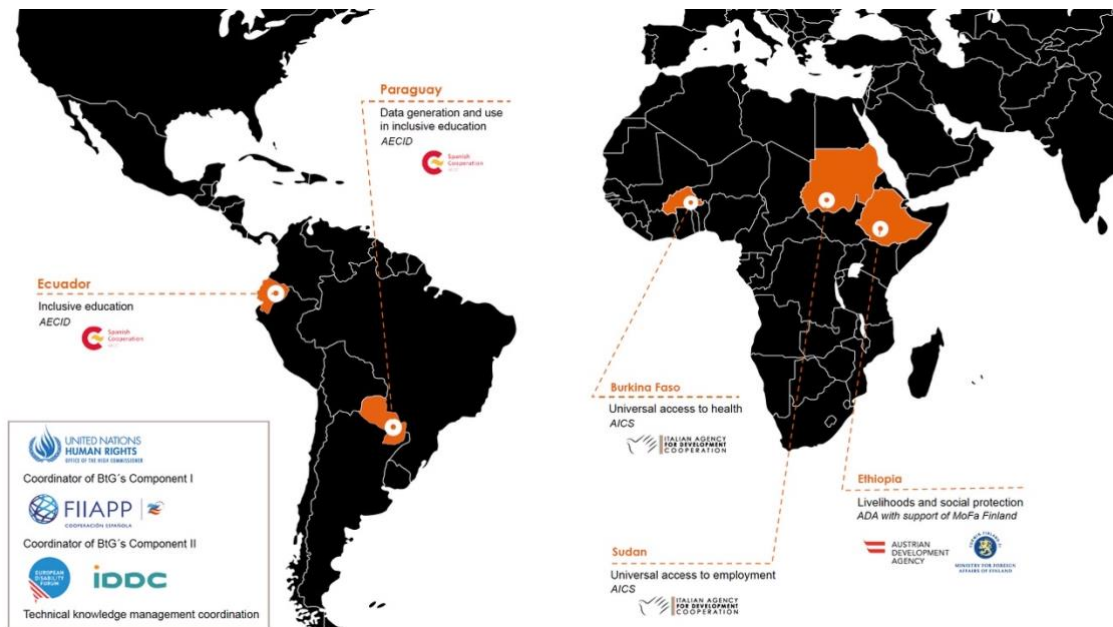 Paraguay
Data generation and use
in inclusive education
AECID
Spanish
Cooperation
Ecuador
Inclusive education
AECID
Spanish
Cooperation
UNITED NATIONS
HUMAN RIGHTS
OFFICE OF THE HIGH COMMISSIONER
Coordinator of BtG´s Component I
FIIAPP
COOPERACIÓN ESPAÑOLA
Coordinator of BtG´s Component II
EUROPEAN
DISABILITY
FORUM
iDDC
Technical knowledge management coordination
Burkina Faso
Universal access to health
AICS
ITALIAN AGENCY
FOR DEVELOPMENT
COOPERATION
Sudan
Universal access to employment
AICS
ITALIAN AGENCY
FOR DEVELOPMENT
COOPERATION
Ethiopia
Livelihoods and social protection
ADA with support of MoFa Finland
AUSTRIAN
DEVELOPMENT
AGENCY
MINISTRY FOR FOREIGN
AFFAIRS OF FINLAND